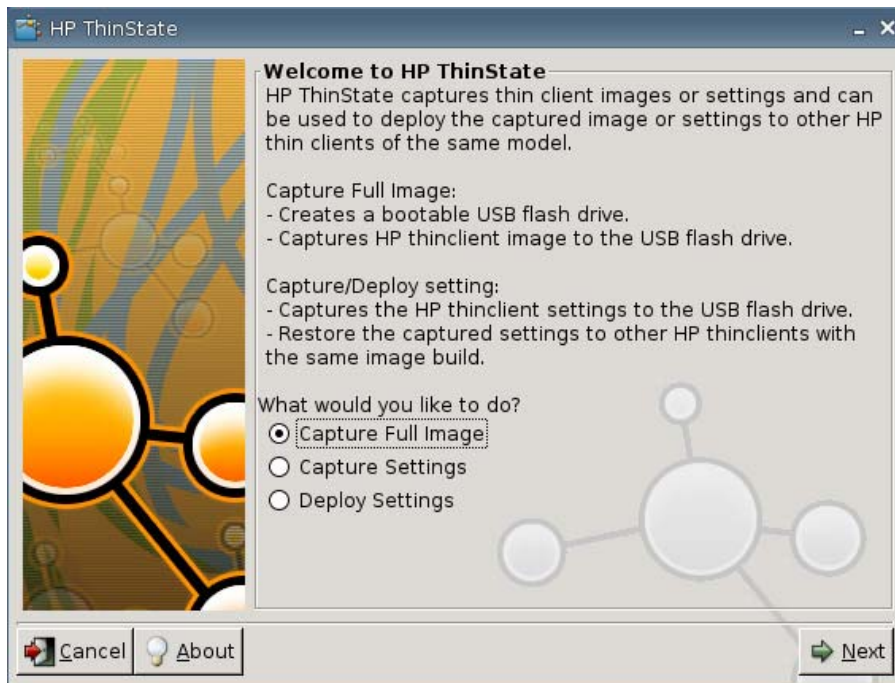 HP ThinState
Welcome to HP ThinState
HP ThinState captures thin client images or settings and can
be used to deploy the captured image or settings to other HP
thin clients of the same model.
Capture Full Image:
- Creates a bootable USB flash drive.
- Captures HP thinclient image to the USB flash drive.
Capture/Deploy setting:
- Captures the HP thinclient settings to the USB flash drive.
- Restore the captured settings to other HP thinclients with
the same image build.
What would you like to do?
Capture Full Image
Capture Settings
Deploy Settings
Cancel
About
Next